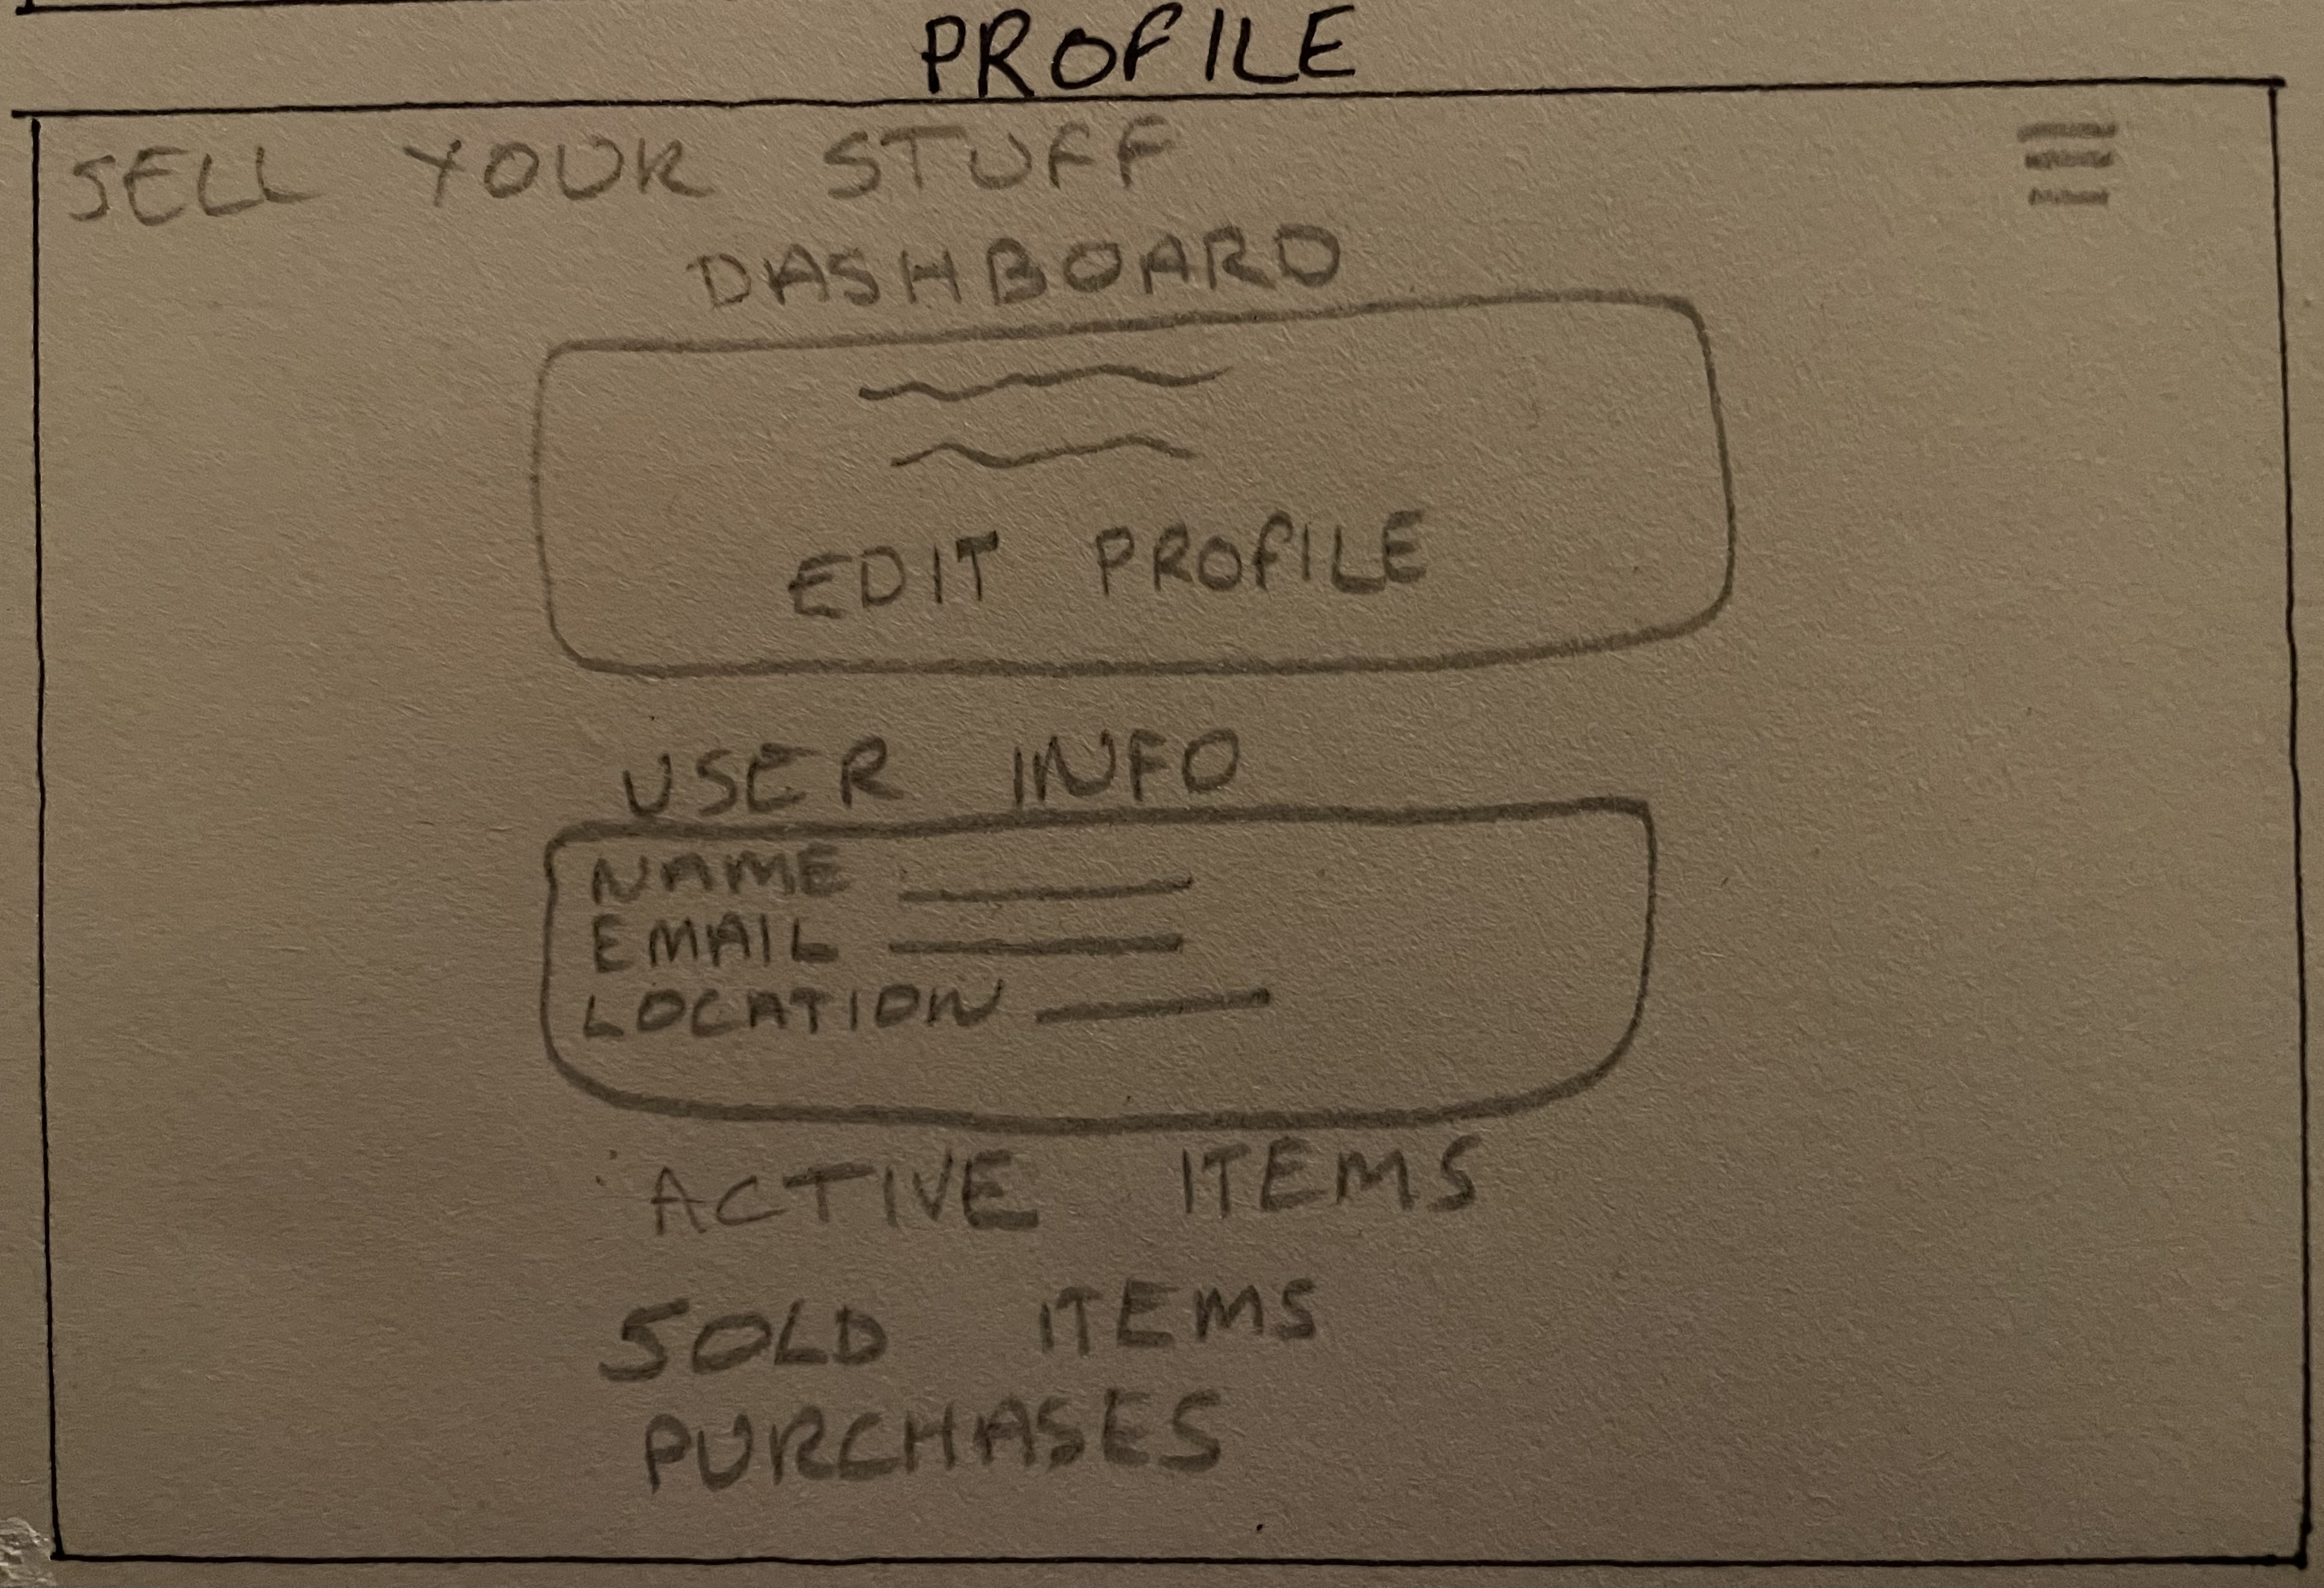 PROFILE
SELL YOUR STUFF
DASHBOARD
EDIT PROFILE
USER INFO
NAME
EMAIL
LOCATION
ACTIVE ITEMS
SOLD ITEMS
PURCHASES